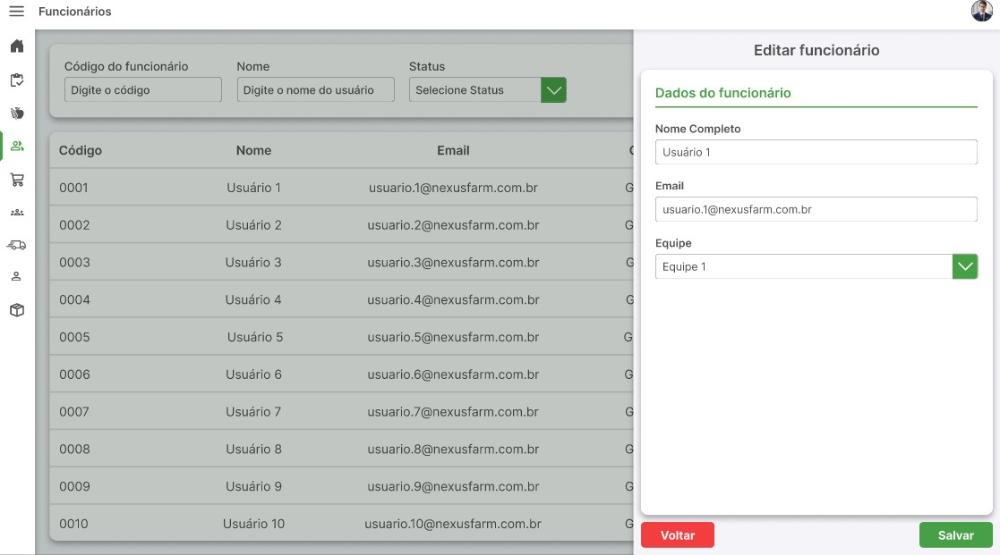 Funcionários
Código do funcionário Nome Status
Digite o código Digite o nome do usuário Selecione Status
Código Nome Email
0001 Usuário 1 usuario.1@nexusfarm.com.br
0002 Usuário 2 usuario.2@nexusfarm.com.br
0003 Usuário 3 usuario.3@nexusfarm.com.br
0004 Usuário 4 usuario.4@nexusfarm.com.br
0005 Usuário 5 usuario.5@nexusfarm.com.br
0006 Usuário 6 usuario.6@nexusfarm.com.br
0007 Usuário 7 usuario.7@nexusfarm.com.br
0008 Usuário 8 usuario.8@nexusfarm.com.br
0009 Usuário 9 usuario.9@nexusfarm.com.br
0010 Usuário 10 usuario.10@nexusfarm.com.br
Editar funcionário
Dados do funcionário
Nome Completo
Usuário 1
Email
usuario.1@nexusfarm.com.br
Equipe
Equipe 1
Voltar Salvar